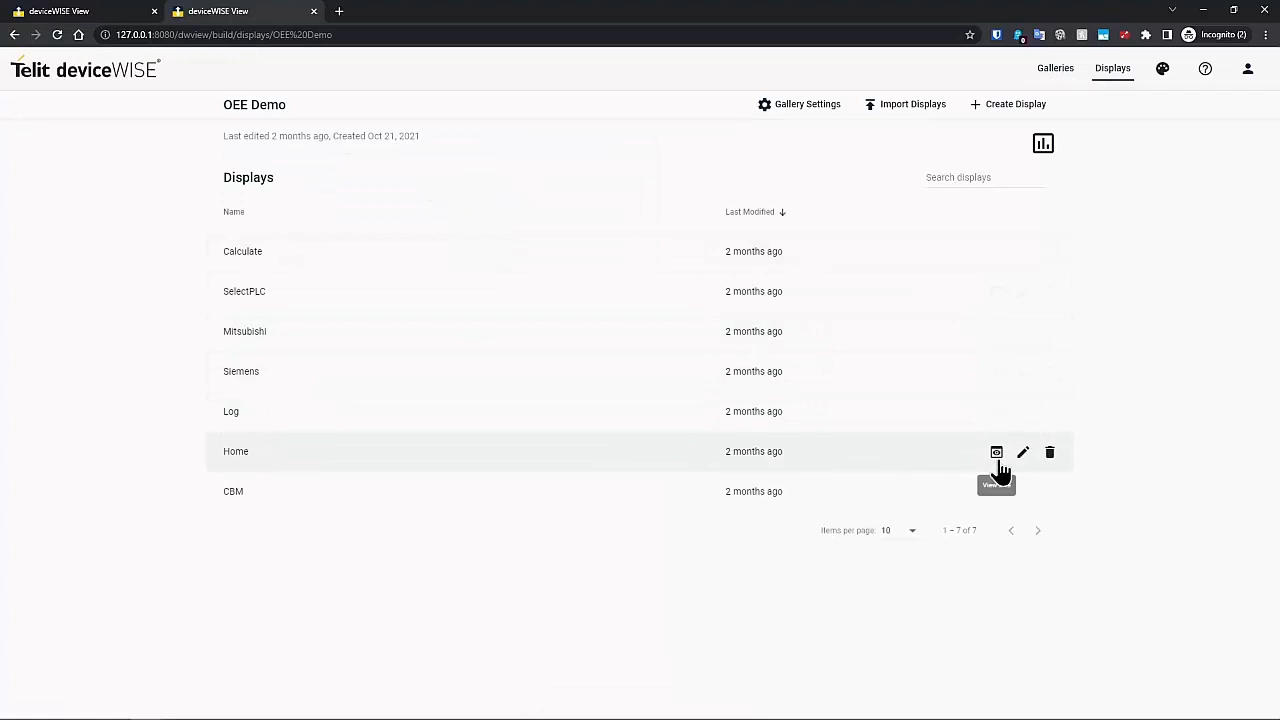 deviceWISE View
deviceWISE View
127.0.0.1:8080/dwview/build/displays/OEE%20Demo
Incognito (2)
Telit deviceWISE®
Galleries
Displays
OEE Demo
Gallery Settings
Import Displays
Create Display
Last edited 2 months ago, Created Oct 21, 2021
Displays
Search displays
Name
Last Modified
Calculate
2 months ago
SelectPLC
2 months ago
Mitsubishi
2 months ago
Siemens
2 months ago
Log
2 months ago
Home
2 months ago
CBM
2 months ago
Items per page: 10
1 – 7 of 7